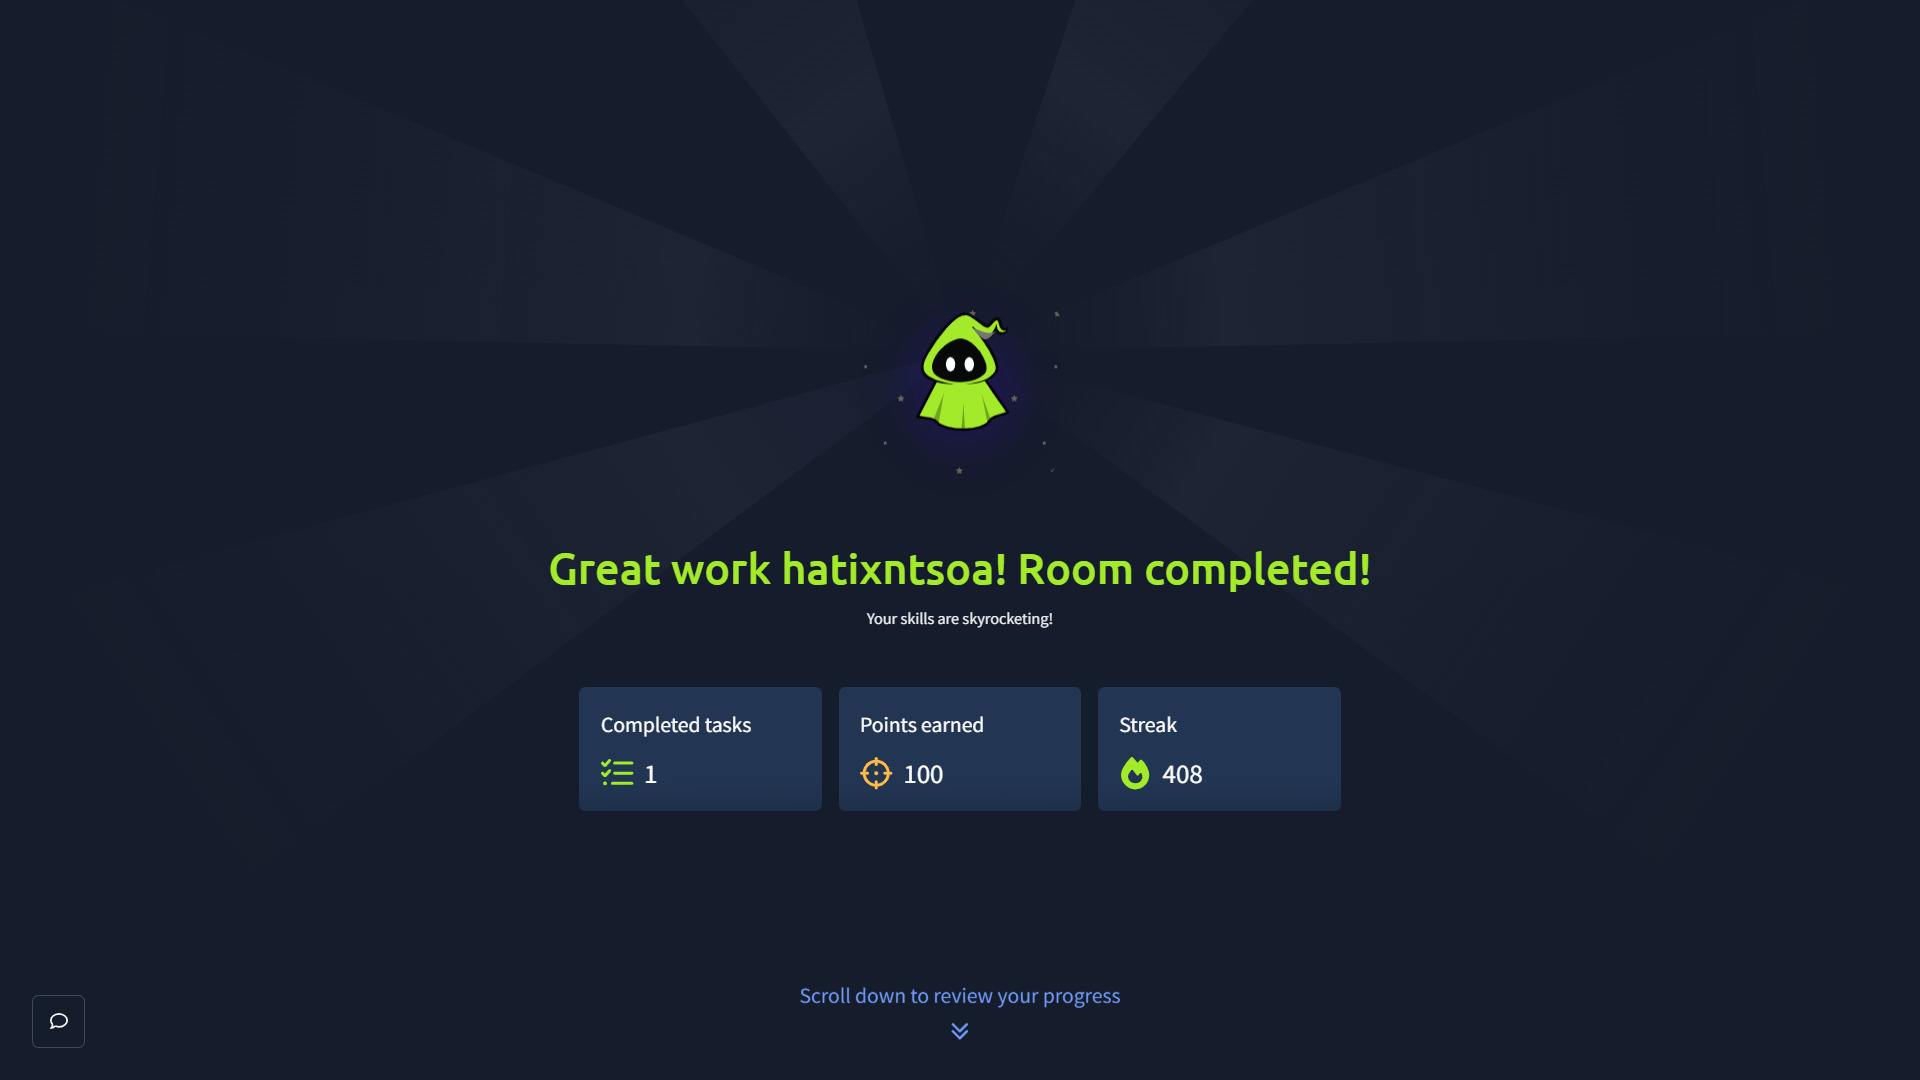 Great work hatixntsoa! Room completed!
Your skills are skyrocketing!
Completed tasks
1
Points earned
100
Streak
408
Scroll down to review your progress